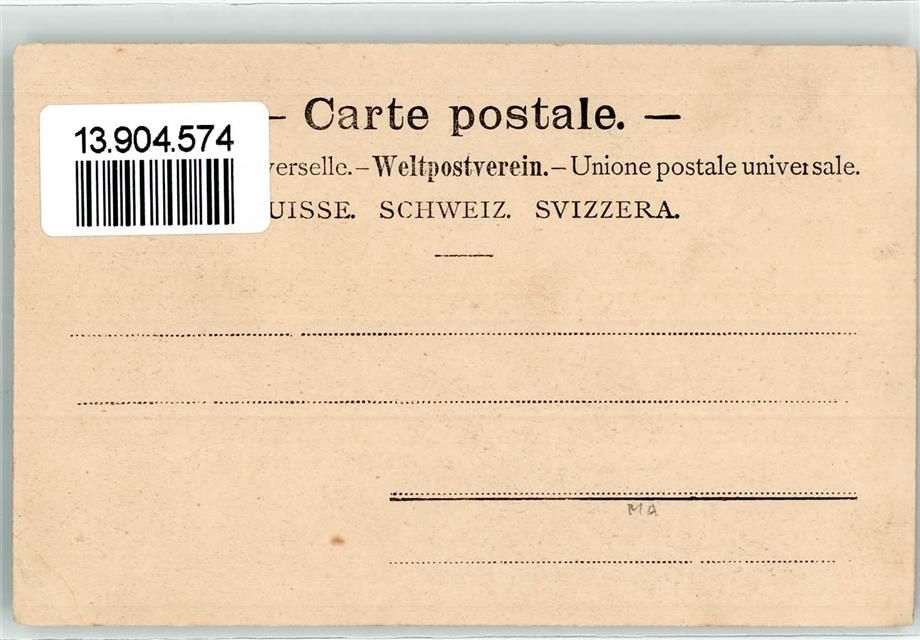 — Carte postale. —
13.904.574
verselle. – Weltpostverein. – Unione postale universale.
UISSE. SCHWEIZ. SVIZZERA.
MA